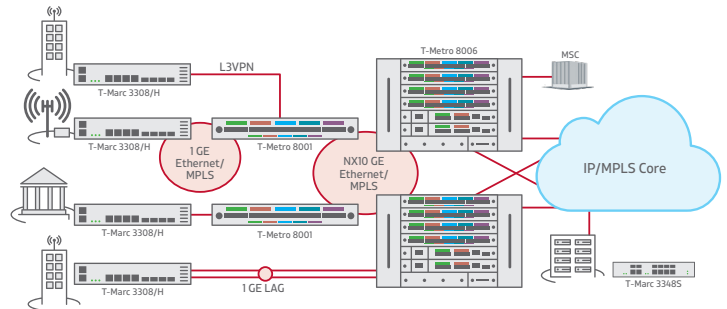 T-Metro 8006
MSC
L3VPN
T-Marc 3308/H
T-Marc 3308/H
1 GE
Ethernet/
MPLS
T-Metro 8001
NX10 GE
Ethernet/
MPLS
IP/MPLS Core
T-Marc 3308/H
T-Metro 8001
T-Marc 3308/H
1 GE LAG
T-Marc 3348S